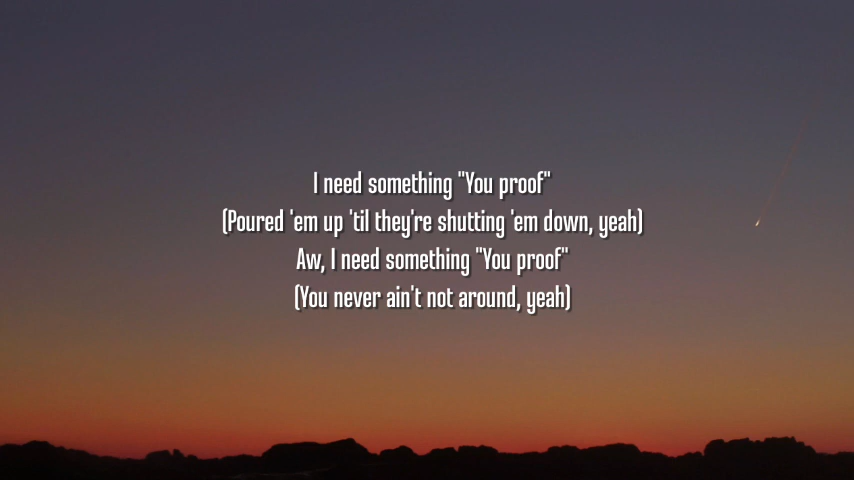 I need something "You proof"
(Poured 'em up 'til they're shutting 'em down, yeah)
Aw, I need something "You proof"
(You never ain't not around, yeah)